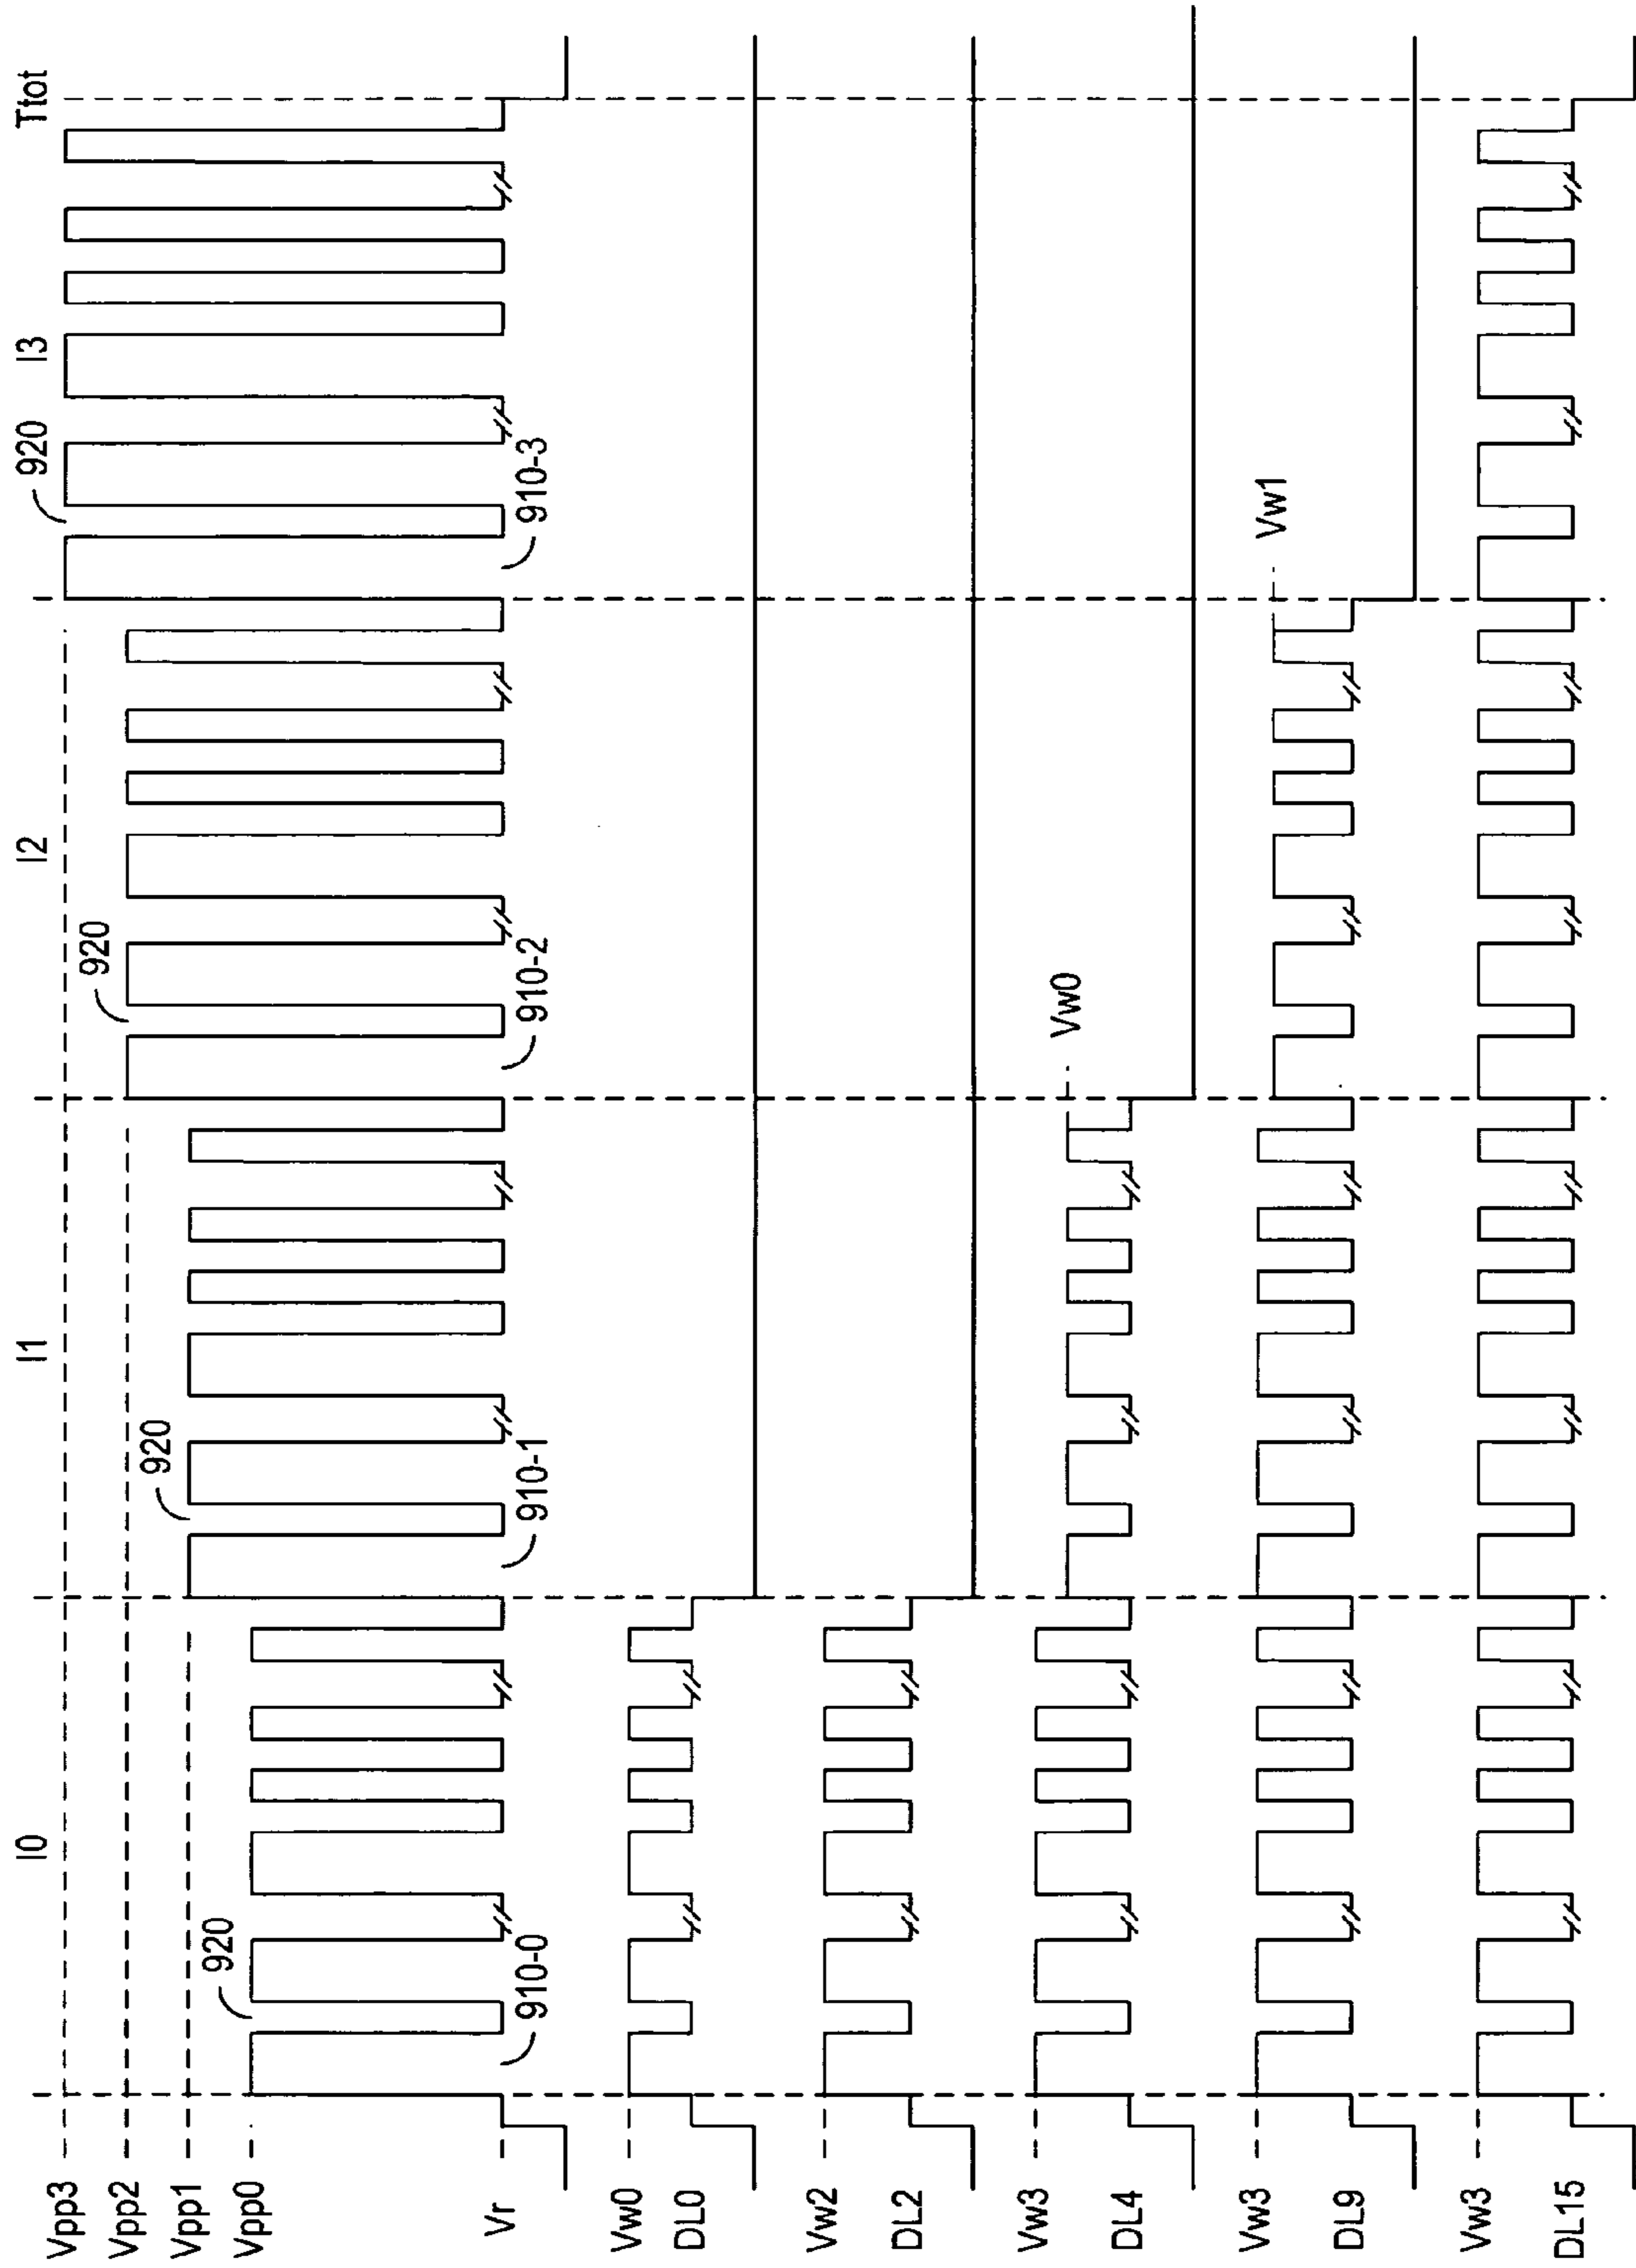 I0
I1
I2
I3
Ttot
Vpp3
Vpp2
Vpp1
Vpp0
920
920
920
920
Vr
910-0
910-1
910-2
910-3
Vw0
DL0
Vw2
DL2
Vw3
Vw0
DL4
Vw3
Vw1
DL9
Vw3
DL15